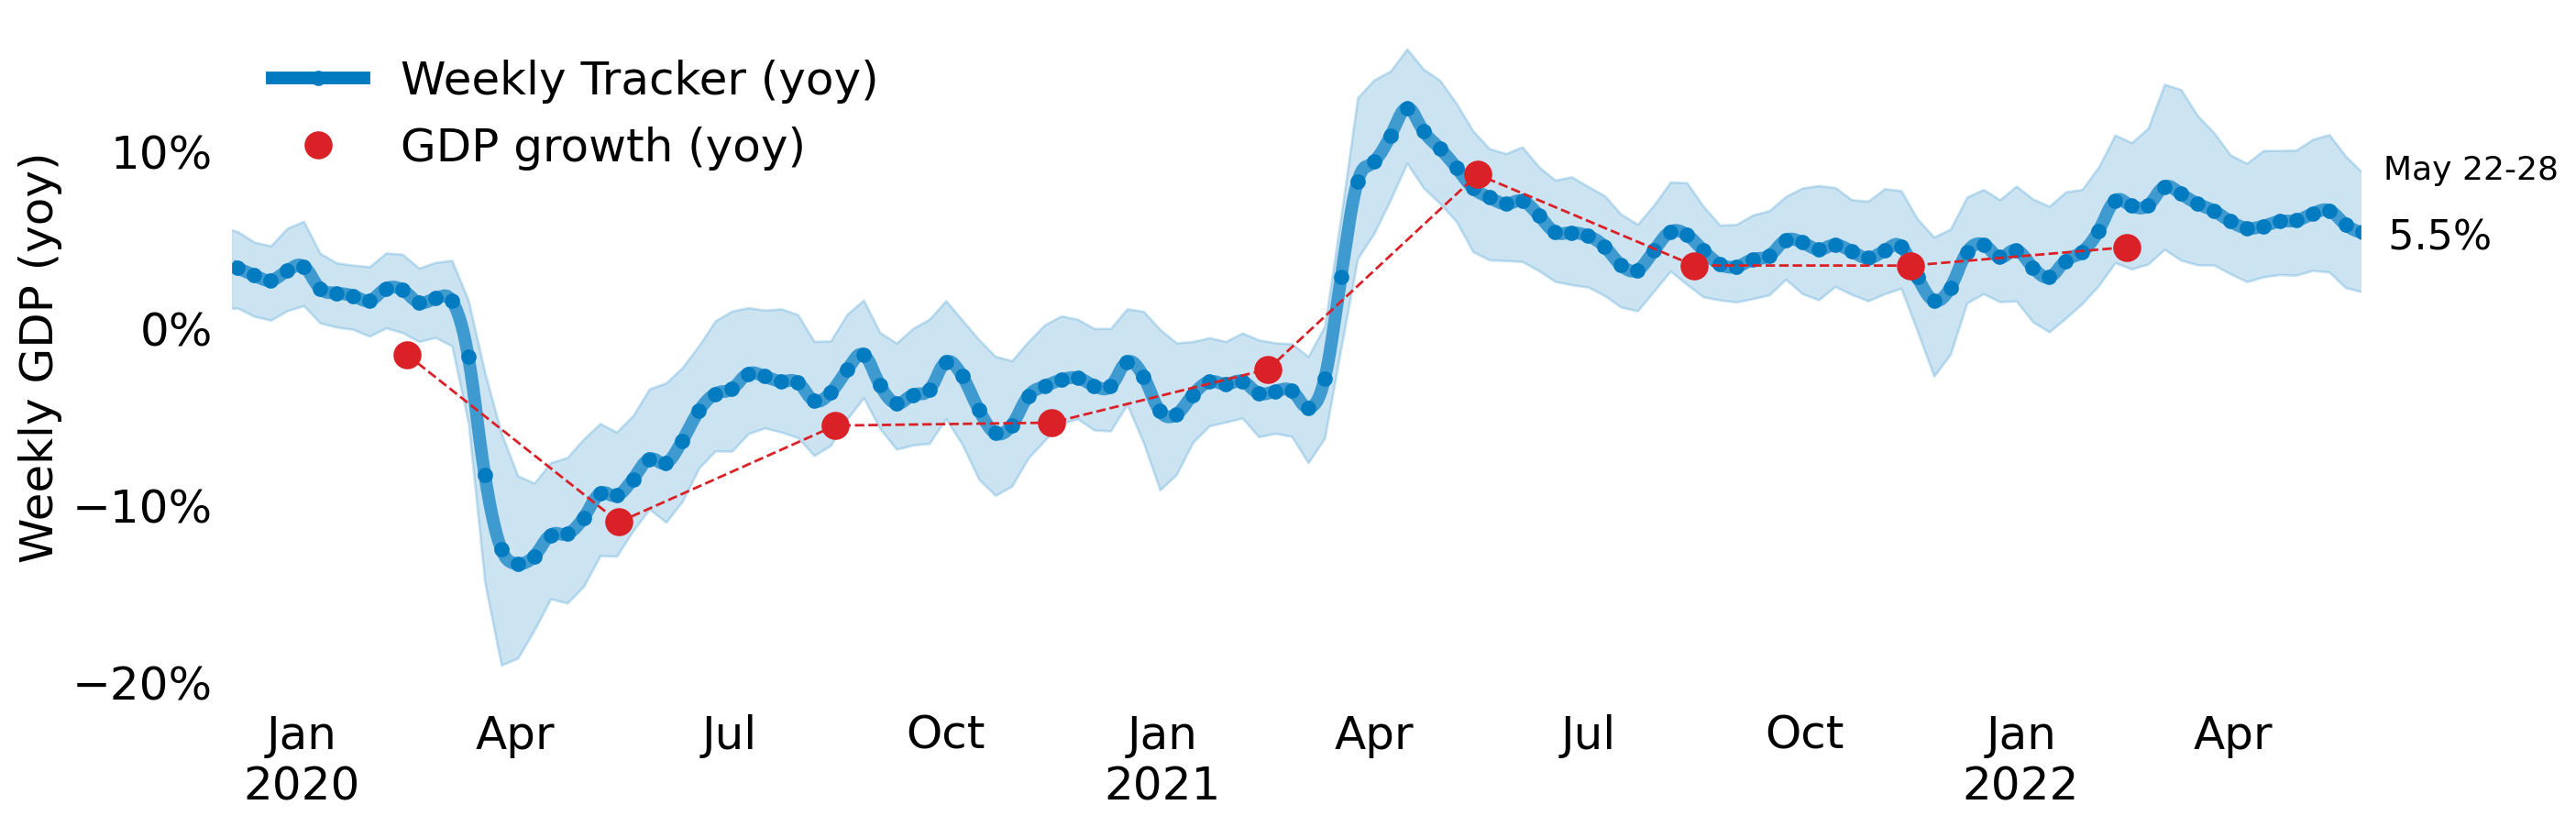 Weekly Tracker (yoy)
GDP growth (yoy)
Weekly GDP (yoy)
10%
0%
−10%
−20%
May 22-28
5.5%
Jan Apr Jul Oct Jan Apr Jul Oct Jan Apr
2020 2021 2022